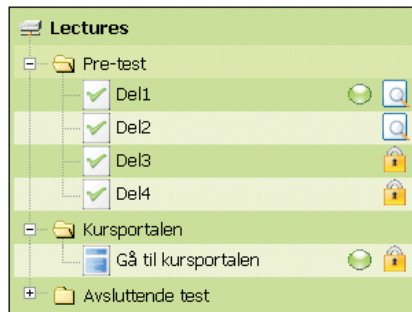 Lectures
Pre-test
Del1
Del2
Del3
Del4
Kursportalen
Gå til kursportalen
Avsluttende test